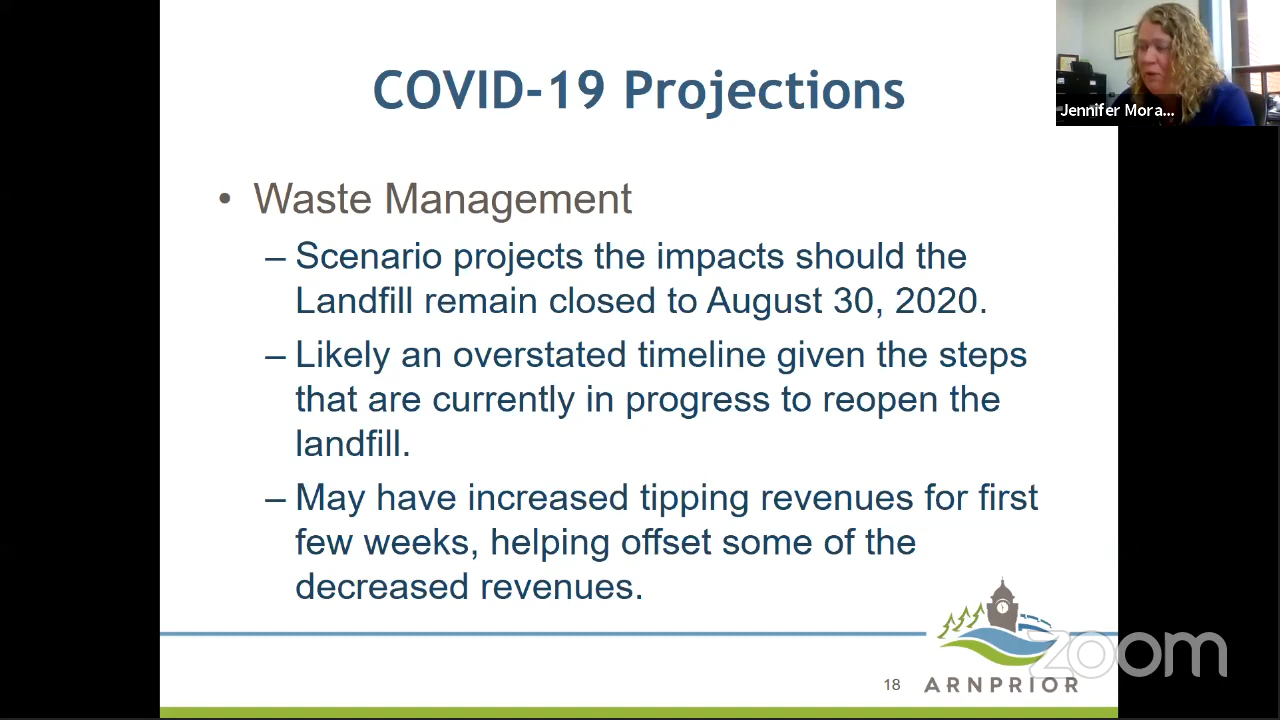 COVID-19 Projections
Jennifer Mora...
• Waste Management
– Scenario projects the impacts should the
Landfill remain closed to August 30, 2020.
– Likely an overstated timeline given the steps
that are currently in progress to reopen the
landfill.
– May have increased tipping revenues for first
few weeks, helping offset some of the
decreased revenues.
zoom
18
ARNPRIOR